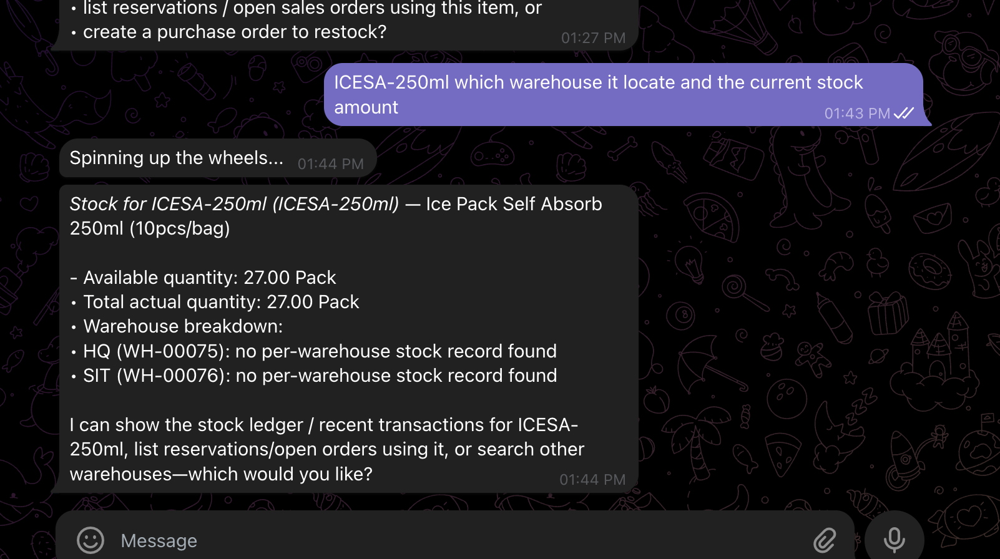 • list reservations / open sales orders using this item, or
• create a purchase order to restock?
01:27 PM
ICESA-250ml which warehouse it locate and the current stock
amount
01:43 PM
Spinning up the wheels...
01:44 PM
Stock for ICESA-250ml (ICESA-250ml) — Ice Pack Self Absorb
250ml (10pcs/bag)
- Available quantity: 27.00 Pack
• Total actual quantity: 27.00 Pack
• Warehouse breakdown:
• HQ (WH-00075): no per-warehouse stock record found
• SIT (WH-00076): no per-warehouse stock record found
I can show the stock ledger / recent transactions for ICESA-
250ml, list reservations/open orders using it, or search other
warehouses—which would you like?
01:44 PM
Message